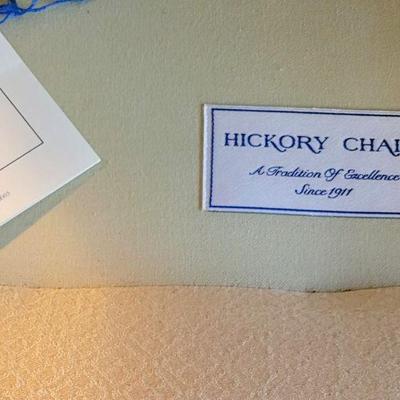 HICKORY CHAI
A Tradition Of Excellence
Since 1911